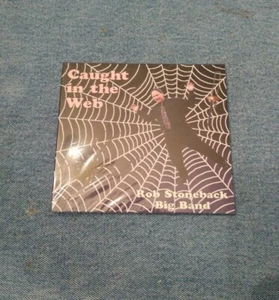 Caught
in the
Web
Rob Stoneback
Big Band